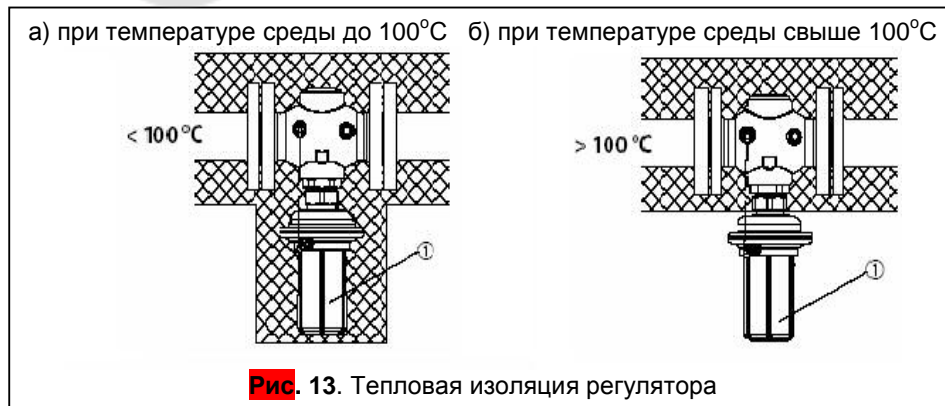 а) при температуре среды до 100°С б) при температуре среды свыше 100°С
< 100 °C
> 100 °C
①
①
Рис. 13. Тепловая изоляция регулятора